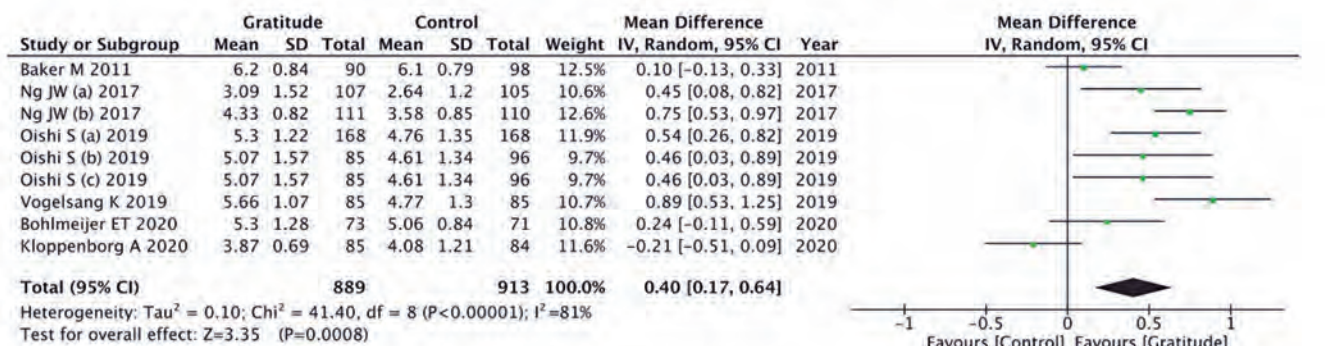 Gratitude Control Mean Difference Mean Difference
Study or Subgroup Mean SD Total Mean SD Total Weight IV, Random, 95% CI Year IV, Random, 95% CI
Baker M 2011 6.2 0.84 90 6.1 0.79 98 12.5% 0.10 [-0.13, 0.33] 2011
Ng JW (a) 2017 3.09 1.52 107 2.64 1.2 105 10.6% 0.45 [0.08, 0.82] 2017
Ng JW (b) 2017 4.33 0.82 111 3.58 0.85 110 12.6% 0.75 [0.53, 0.97] 2017
Oishi S (a) 2019 5.3 1.22 168 4.76 1.35 168 11.9% 0.54 [0.26, 0.82] 2019
Oishi S (b) 2019 5.07 1.57 85 4.61 1.34 96 9.7% 0.46 [0.03, 0.89] 2019
Oishi S (c) 2019 5.07 1.57 85 4.61 1.34 96 9.7% 0.46 [0.03, 0.89] 2019
Vogelsang K 2019 5.66 1.07 85 4.77 1.3 85 10.7% 0.89 [0.53, 1.25] 2019
Bohlmeijer ET 2020 5.3 1.28 73 5.06 0.84 71 10.8% 0.24 [-0.11, 0.59] 2020
Kloppenborg A 2020 3.87 0.69 85 4.08 1.21 84 11.6% -0.21 [-0.51, 0.09] 2020
Total (95% CI) 889 913 100.0% 0.40 [0.17, 0.64]
Heterogeneity: Tau² = 0.10; Chi² = 41.40, df = 8 (P<0.00001); I²=81%
Test for overall effect: Z=3.35 (P=0.0008)
-1 -0.5 0 0.5 1
Favours [Control] Favours [Gratitude]